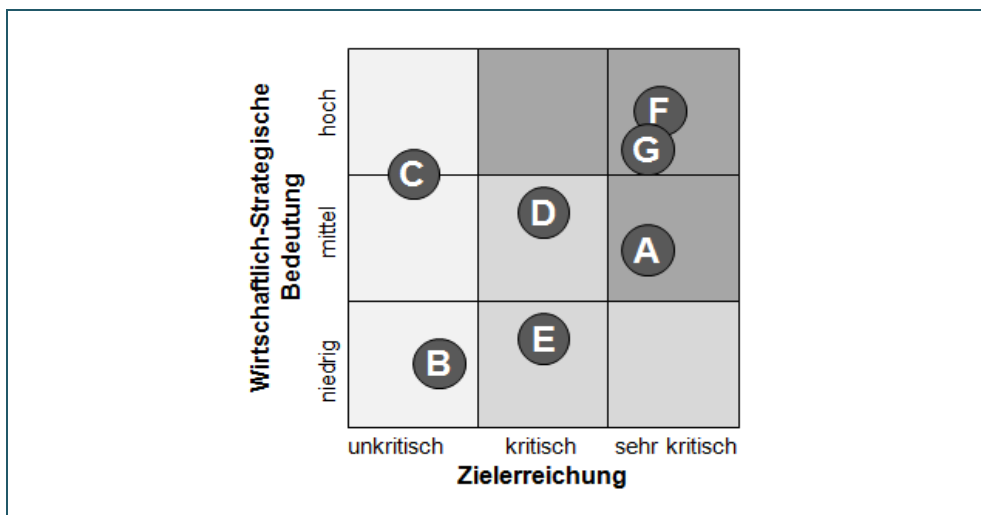 Wirtschaftlich-Strategische
Bedeutung
hoch
mittel
niedrig
F
G
C
D
A
E
B
unkritisch kritisch sehr kritisch
Zielerreichung